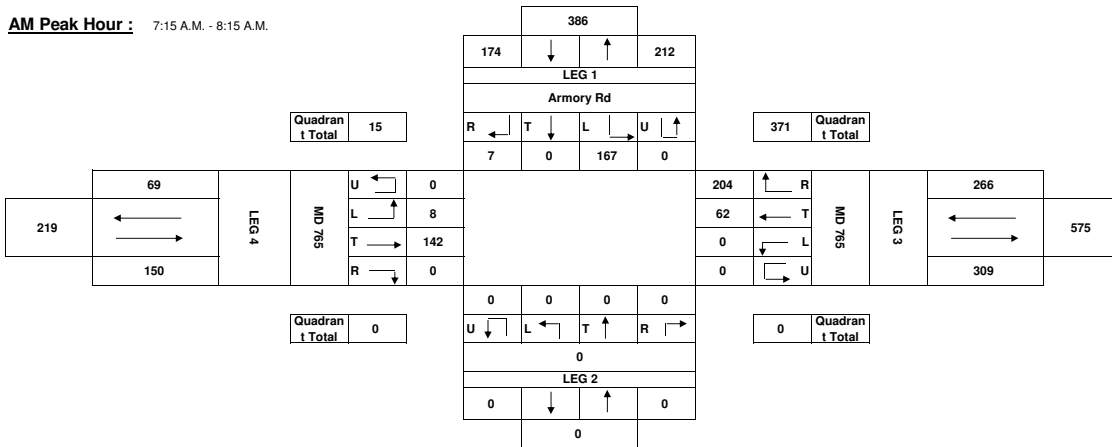 AM Peak Hour : 7:15 A.M. - 8:15 A.M.
386
174 212
LEG 1
Armory Rd
Quadran
t Total 15
R T L U
371 Quadran
t Total
7 0 167 0
69 U 0 204 R 266
219 LEG 4 MD 765 L 8 62 T MD 765 LEG 3 575
T 142 0 L
150 R 0 0 U 309
0 0 0 0
Quadran
t Total 0
U L T R
0 Quadran
t Total
0
LEG 2
0 0
0